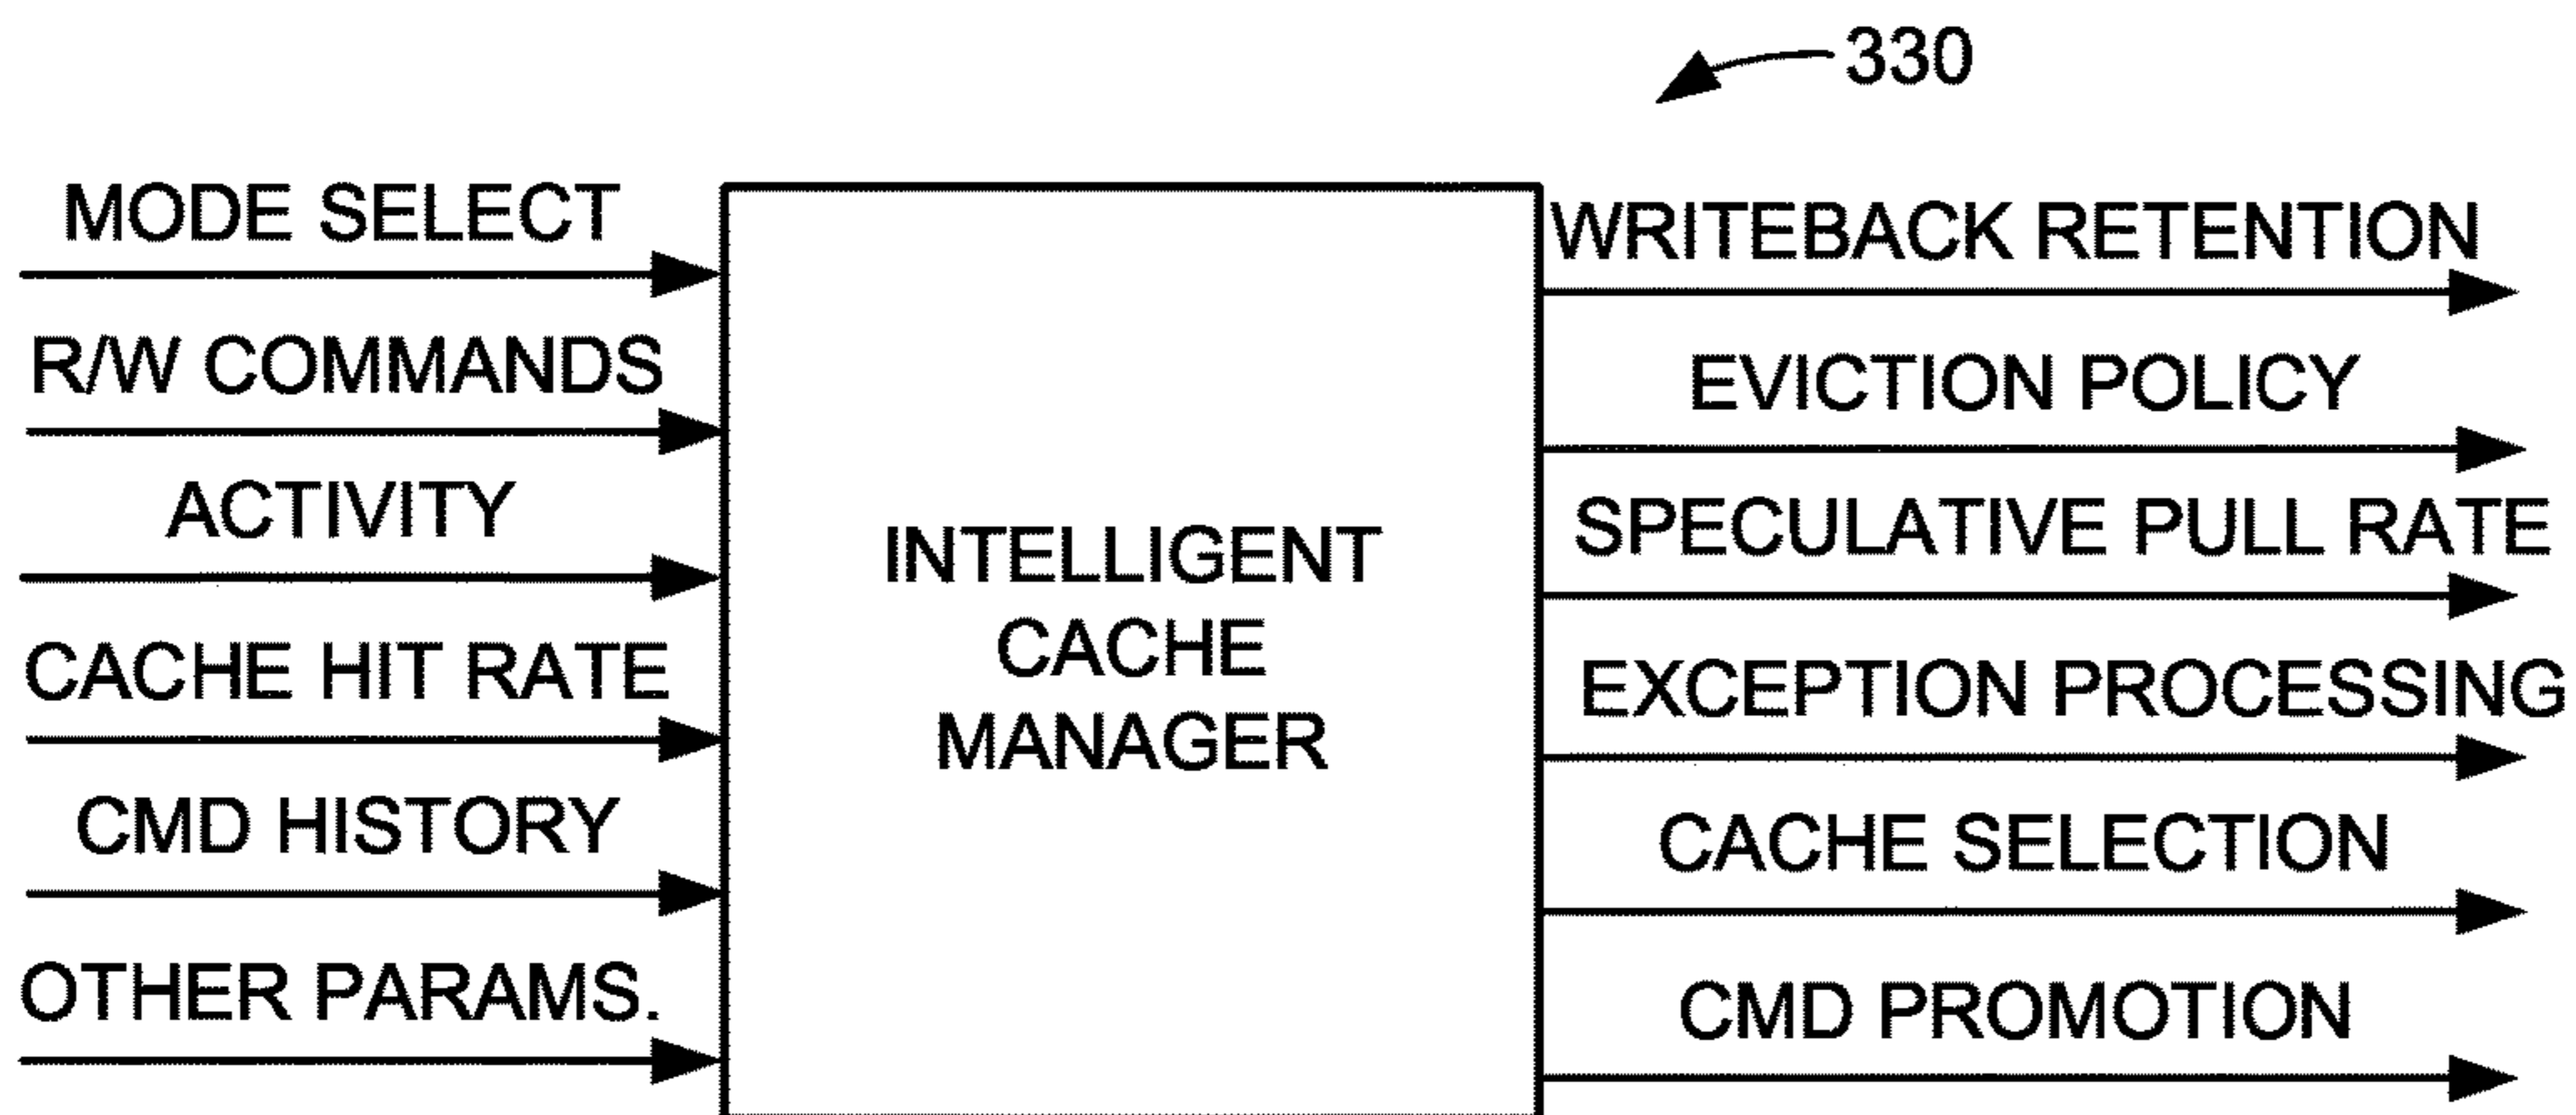 330
MODE SELECT
R/W COMMANDS
ACTIVITY
CACHE HIT RATE
CMD HISTORY
OTHER PARAMS.
INTELLIGENT
CACHE
MANAGER
WRITEBACK RETENTION
EVICTION POLICY
SPECULATIVE PULL RATE
EXCEPTION PROCESSING
CACHE SELECTION
CMD PROMOTION